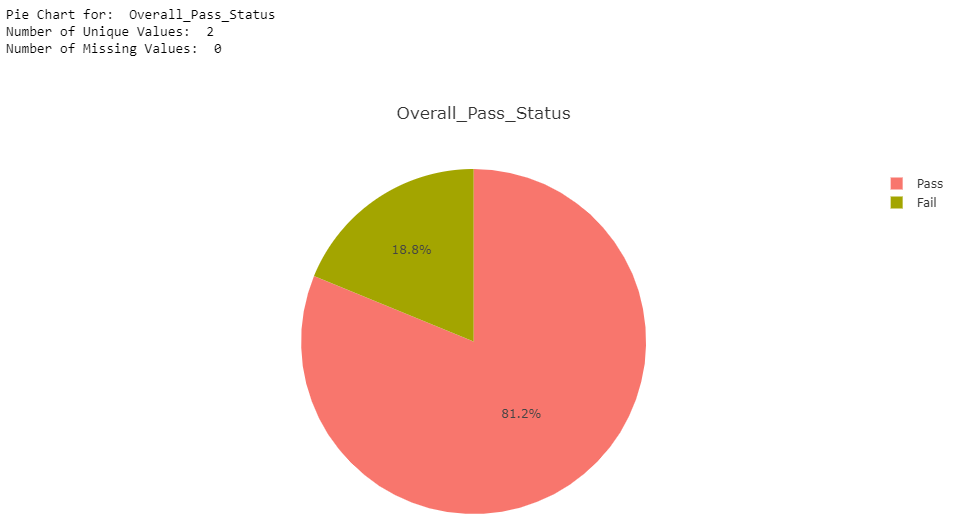 Pie Chart for:  Overall_Pass_Status
Number of Unique Values:  2
Number of Missing Values:  0
Overall_Pass_Status
Pass
Fail
18.8%
81.2%